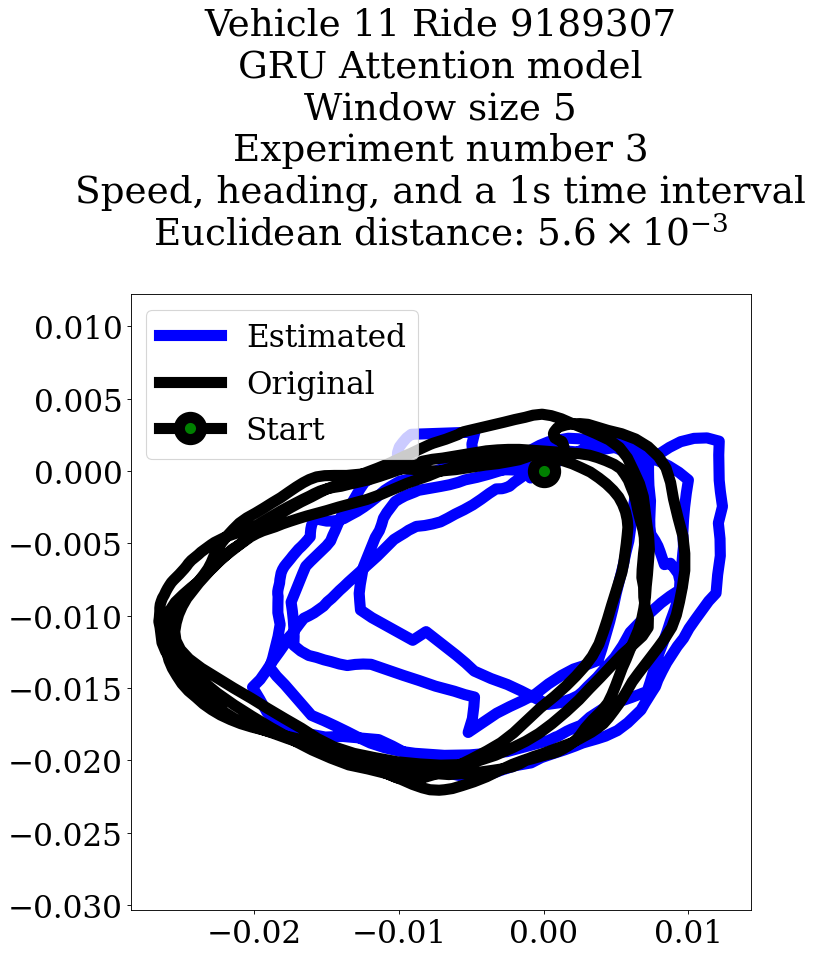 Vehicle 11 Ride 9189307
GRU Attention model
Window size 5
Experiment number 3
Speed, heading, and a 1s time interval
Euclidean distance: 5.6 × 10⁻³
Estimated
Original
Start
0.010
0.005
0.000
−0.005
−0.010
−0.015
−0.020
−0.025
−0.030
−0.02
−0.01
0.00
0.01